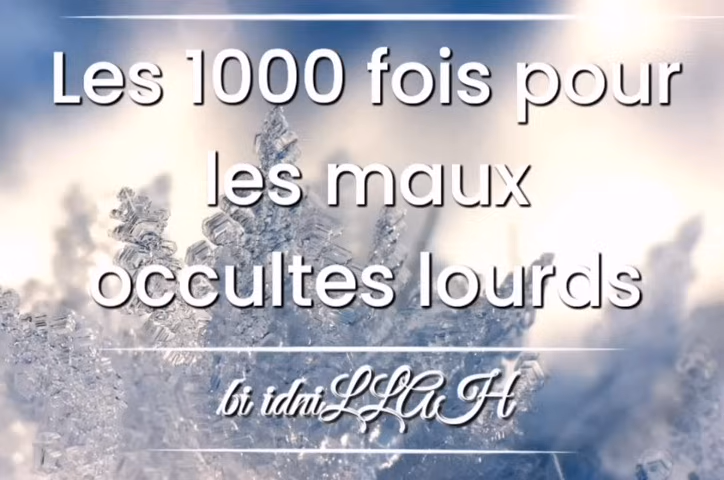 Les 1000 fois pour
les maux
occultes lourds
bi idniLLAH